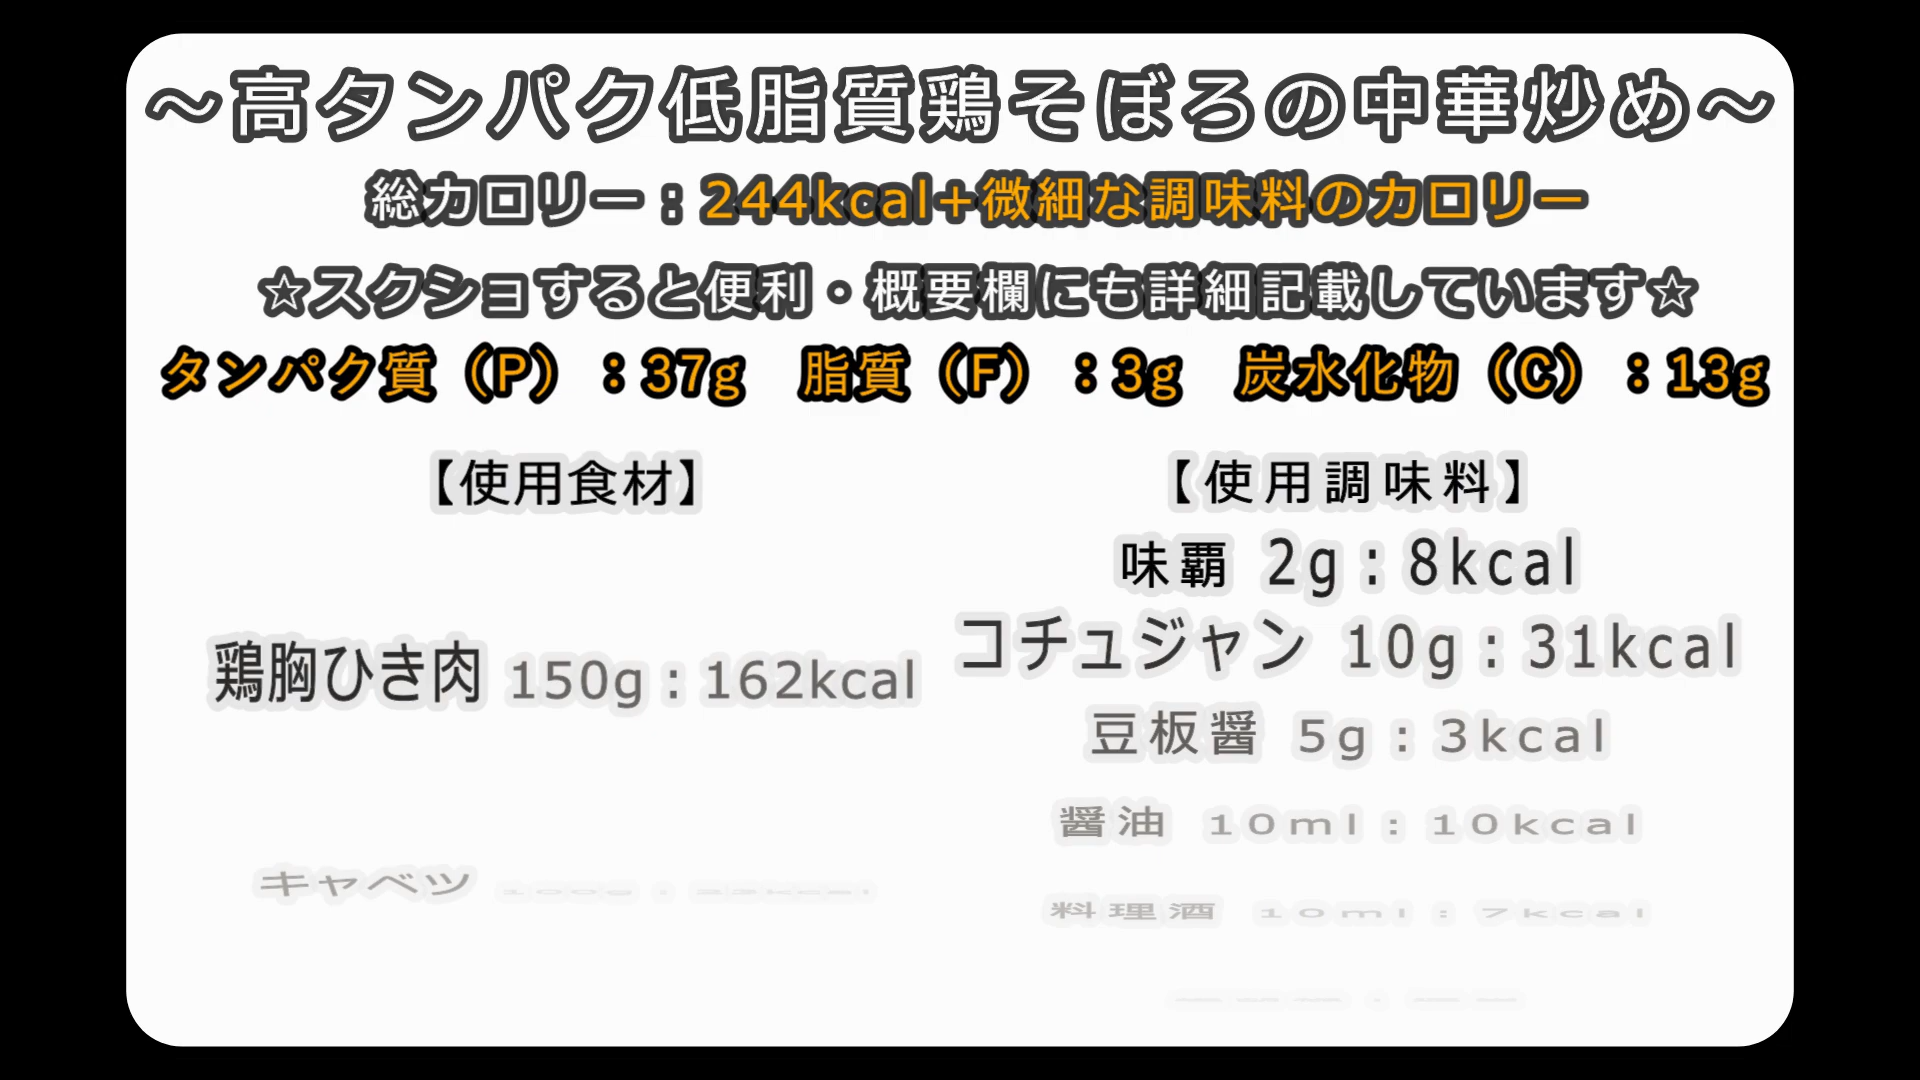 ～高タンパク低脂質鶏そぼろの中華炒め～
総カロリー：244kcal+微細な調味料のカロリー
☆スクショすると便利・概要欄にも詳細記載しています☆
タンパク質（P）：37g　脂質（F）：3g　炭水化物（C）：13g
【使用食材】
鶏胸ひき肉 150g：162kcal
キャベツ 100g：23kcal
【使用調味料】
味覇 2g：8kcal
コチュジャン 10g：31kcal
豆板醤 5g：3kcal
醤油 10ml：10kcal
料理酒 10ml：7kcal